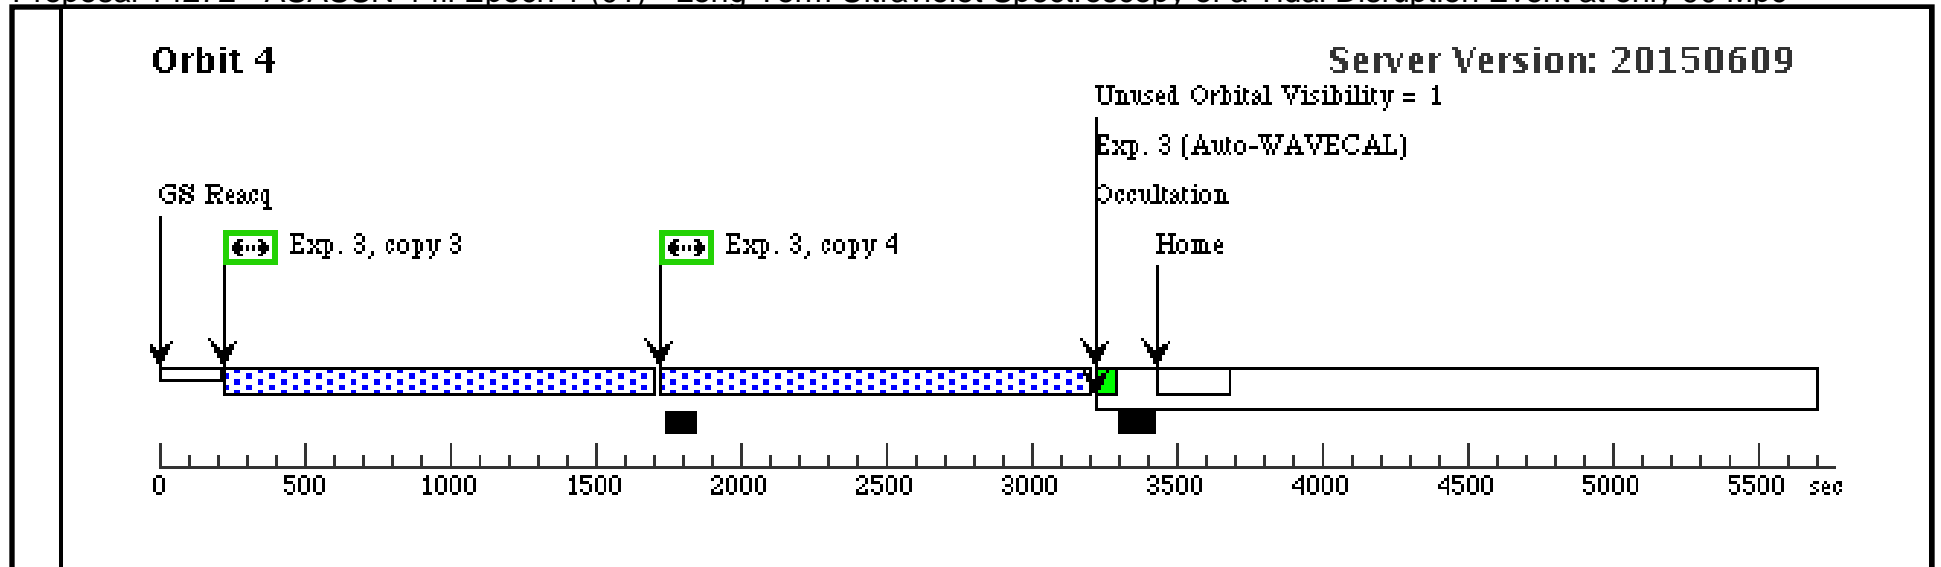 Orbit 4
Server Version: 20150609
Unused Orbital Visibility = 1
Exp. 3 (Auto-WAVECAL)
GS Reacq
Occultation
Exp. 3, copy 3
Exp. 3, copy 4
Home
0 500 1000 1500 2000 2500 3000 3500 4000 4500 5000 5500 sec